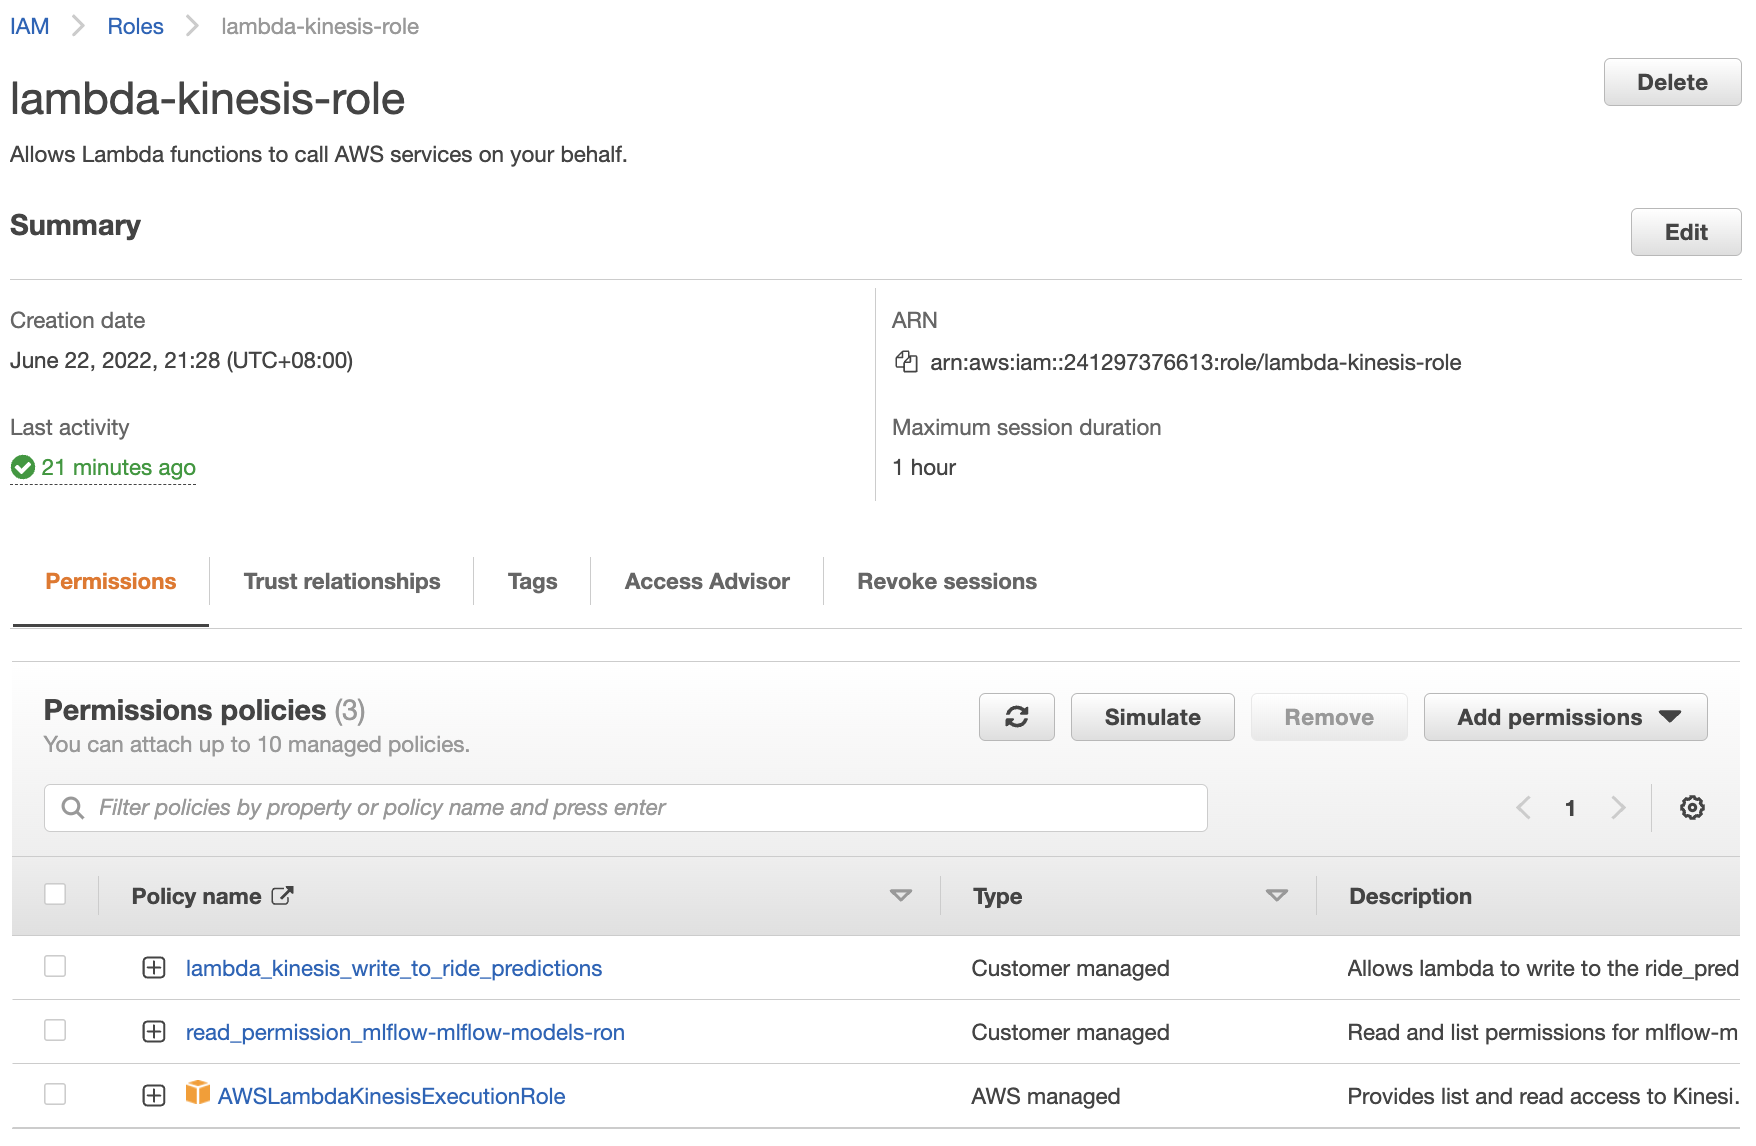 IAM > Roles > lambda-kinesis-role
lambda-kinesis-role
Delete
Allows Lambda functions to call AWS services on your behalf.
Summary
Edit
Creation date
June 22, 2022, 21:28 (UTC+08:00)
Last activity
21 minutes ago
ARN
arn:aws:iam::241297376613:role/lambda-kinesis-role
Maximum session duration
1 hour
Permissions Trust relationships Tags Access Advisor Revoke sessions
Permissions policies (3)
You can attach up to 10 managed policies.
Simulate Remove Add permissions
Filter policies by property or policy name and press enter
1
Policy name Type Description
lambda_kinesis_write_to_ride_predictions Customer managed Allows lambda to write to the ride_pred
read_permission_mlflow-mlflow-models-ron Customer managed Read and list permissions for mlflow-m
AWSLambdaKinesisExecutionRole AWS managed Provides list and read access to Kinesi.